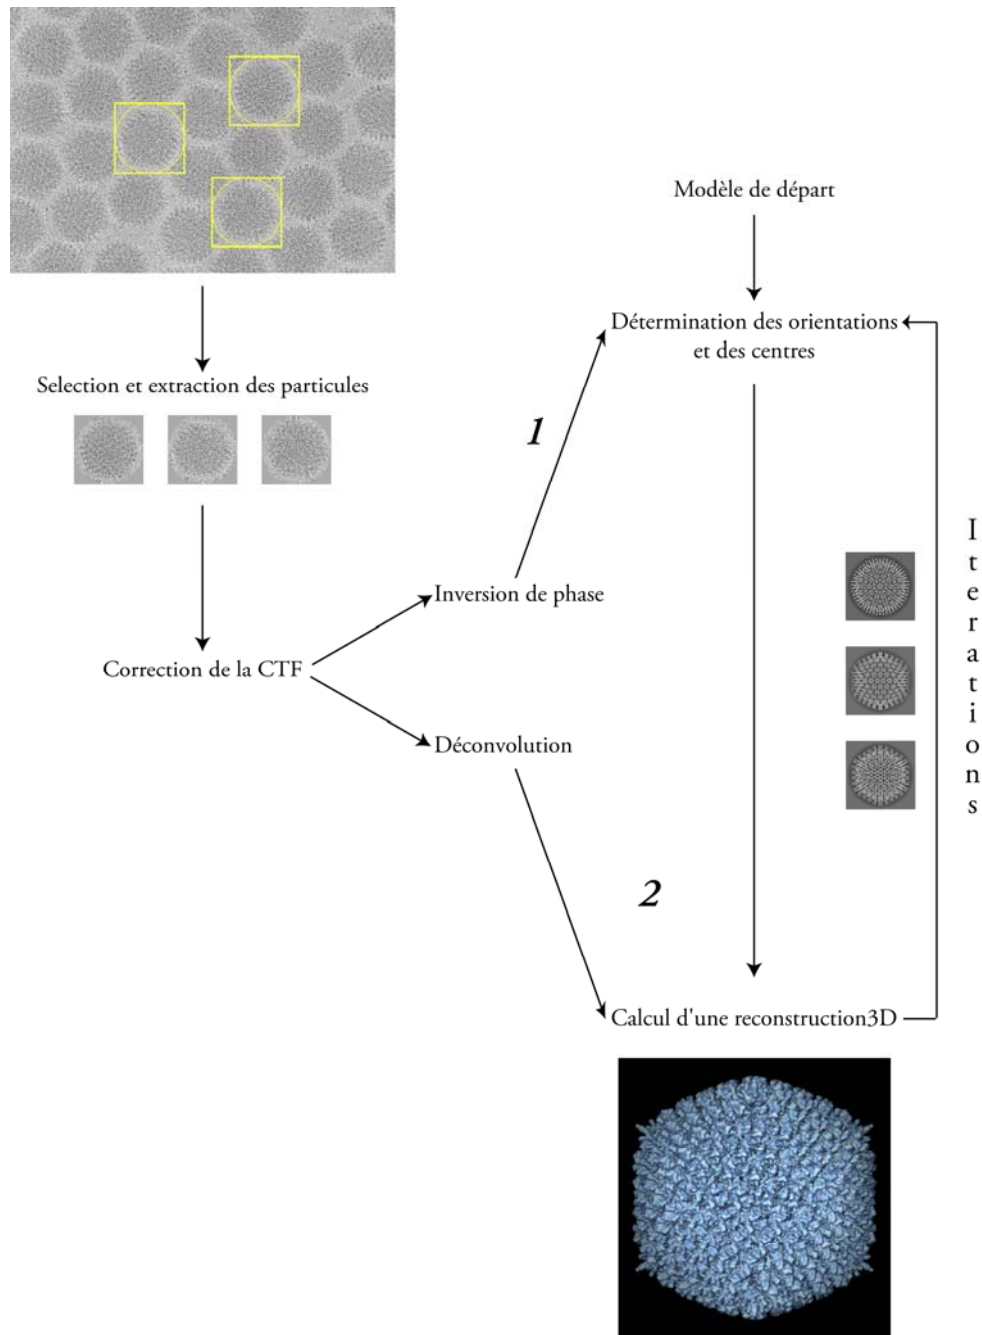 Modèle de départ
Détermination des orientations
et des centres
Selection et extraction des particules
1
Iterations
Inversion de phase
Correction de la CTF
Déconvolution
2
Calcul d'une reconstruction3D